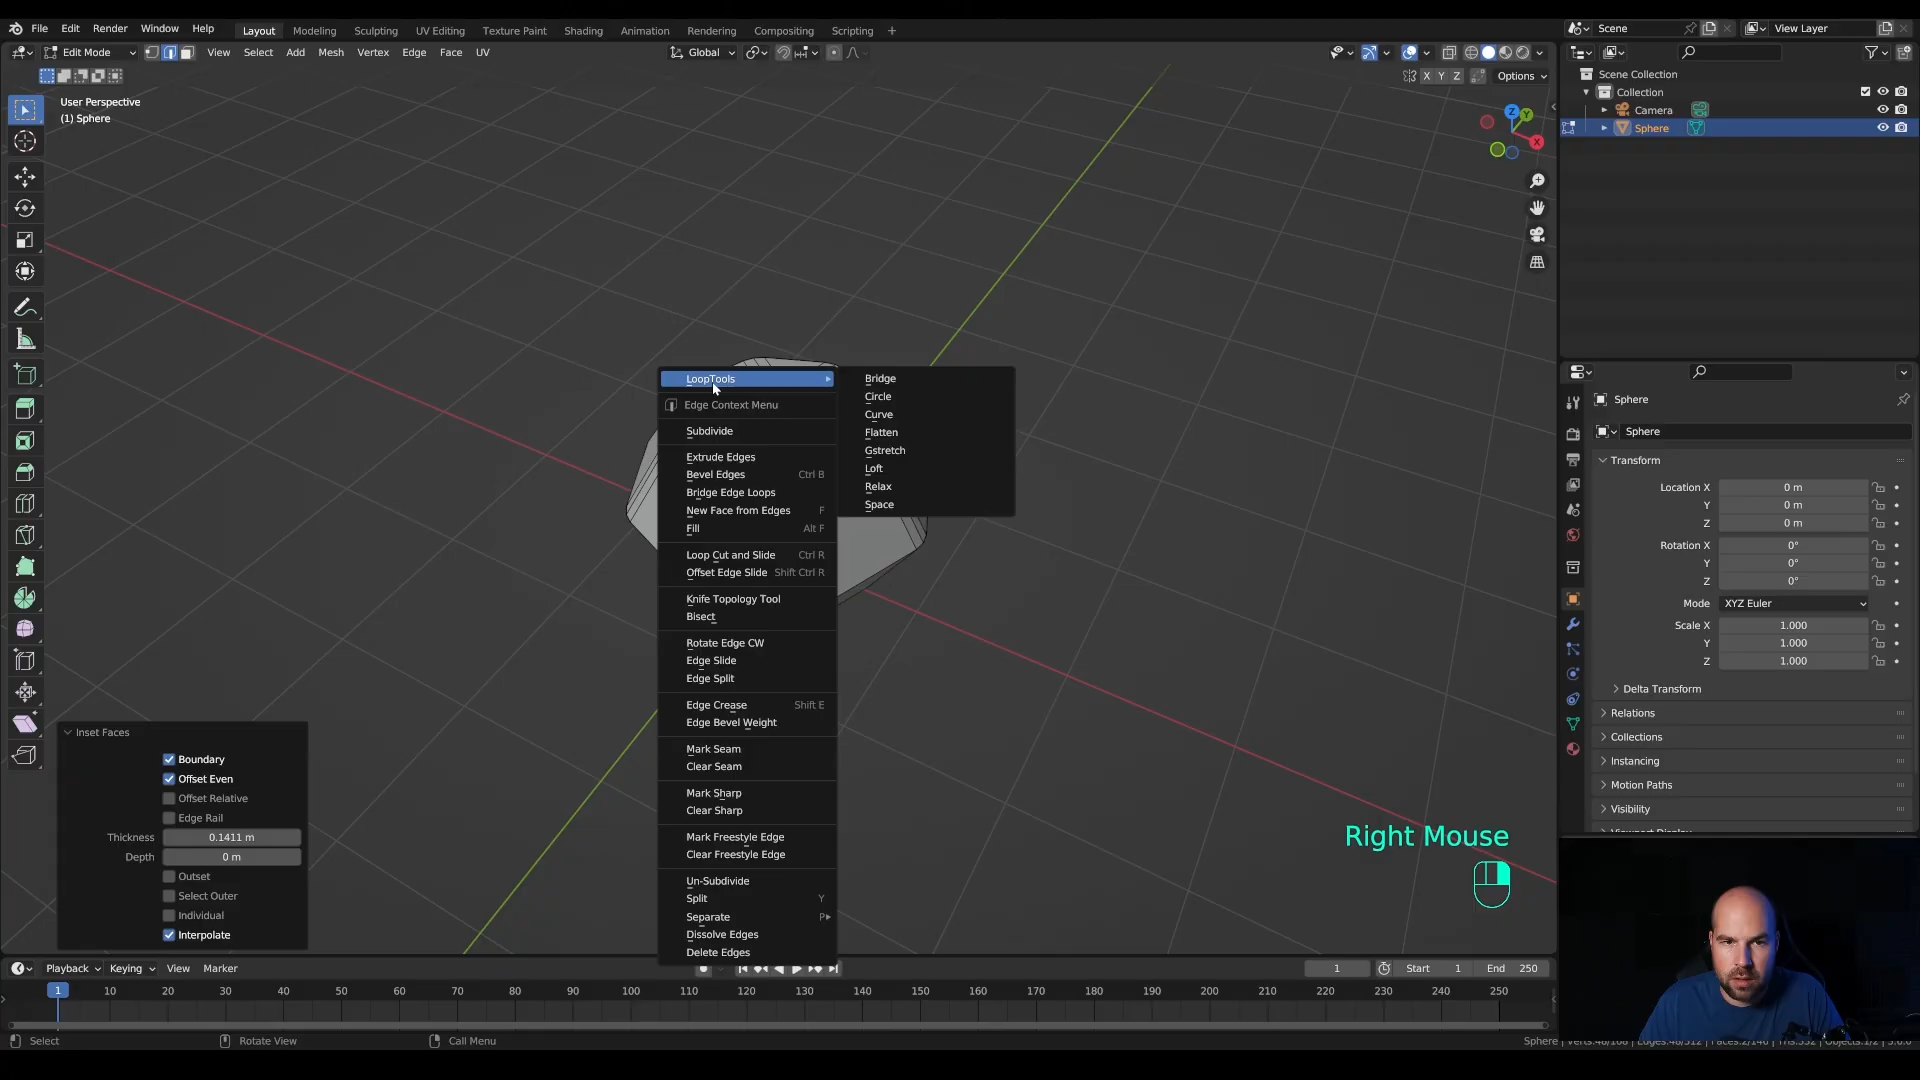 File Edit Render Window Help Layout Modeling Sculpting UV Editing Texture Paint Shading Animation Rendering Compositing Scripting + Scene View Layer
Edit Mode View Select Add Mesh Vertex Edge Face UV Global
X Y Z Options
User Perspective
(1) Sphere
Z
Y
X
Scene Collection
Collection
Camera
Sphere
LoopTools
Edge Context Menu
Subdivide
Extrude Edges
Bevel Edges Ctrl B
Bridge Edge Loops
New Face from Edges F
Fill Alt F
Loop Cut and Slide Ctrl R
Offset Edge Slide Shift Ctrl R
Knife Topology Tool
Bisect
Rotate Edge CW
Edge Slide
Edge Split
Edge Crease Shift E
Edge Bevel Weight
Mark Seam
Clear Seam
Mark Sharp
Clear Sharp
Mark Freestyle Edge
Clear Freestyle Edge
Un-Subdivide
Split Y
Separate P
Dissolve Edges
Delete Edges
Bridge
Circle
Curve
Flatten
Gstretch
Loft
Relax
Space
Sphere
Sphere
Transform
Location X 0 m
Y 0 m
Z 0 m
Rotation X 0°
Y 0°
Z 0°
Mode XYZ Euler
Scale X 1.000
Y 1.000
Z 1.000
Delta Transform
Relations
Collections
Instancing
Motion Paths
Visibility
Inset Faces
Boundary
Offset Even
Offset Relative
Edge Rail
Thickness 0.1411 m
Depth 0 m
Outset
Select Outer
Individual
Interpolate
Right Mouse
Playback Keying View Marker 1 Start 1 End 250
1 10 20 30 40 50 60 70 80 90 100 110 120 130 140 150 160 170 180 190 200 210 220 230 240 250
Select Rotate View Call Menu Sphere